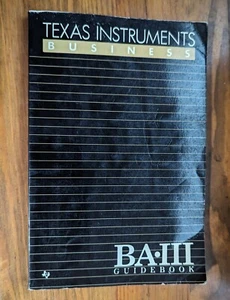 TEXAS INSTRUMENTS
BUSINESS
BA·III
GUIDEBOOK